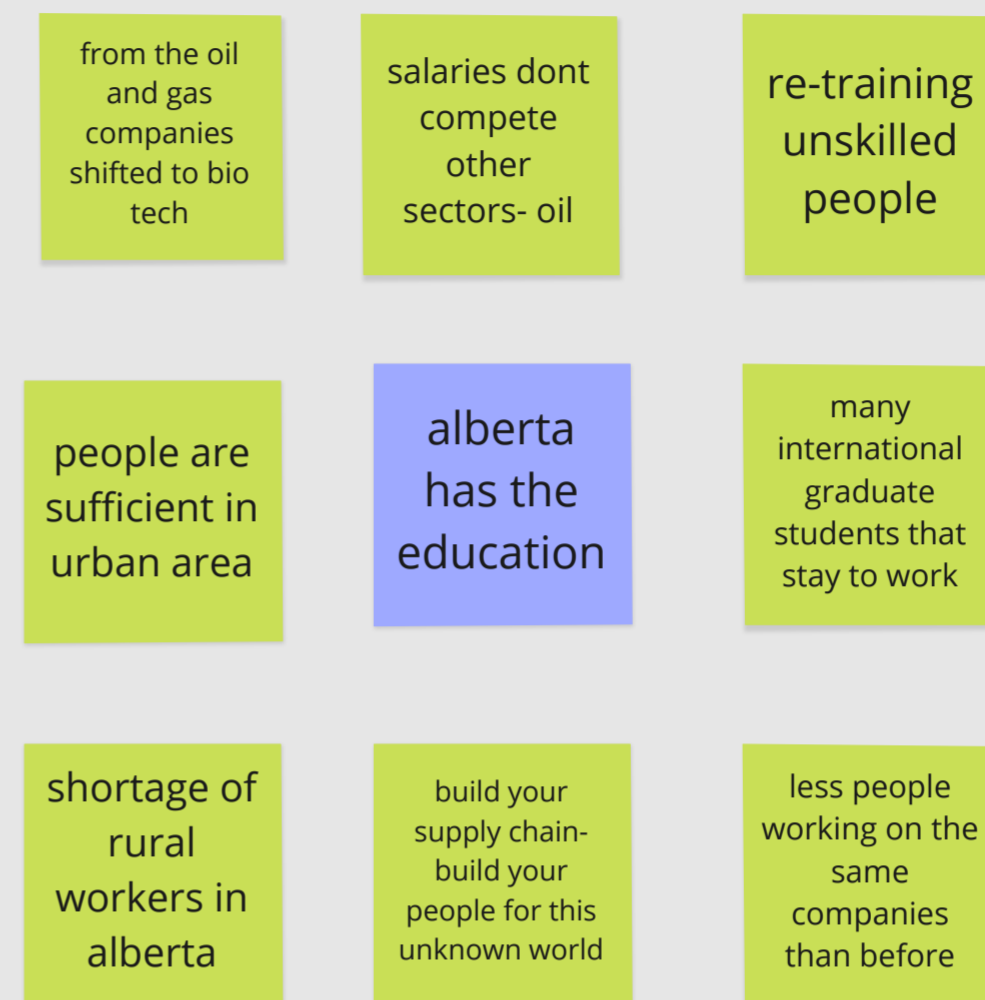 from the oil
and gas
companies
shifted to bio
tech
salaries dont
compete
other
sectors- oil
re-training
unskilled
people
people are
sufficient in
urban area
alberta
has the
education
many
international
graduate
students that
stay to work
shortage of
rural
workers in
alberta
build your
supply chain-
build your
people for this
unknown world
less people
working on the
same
companies
than before